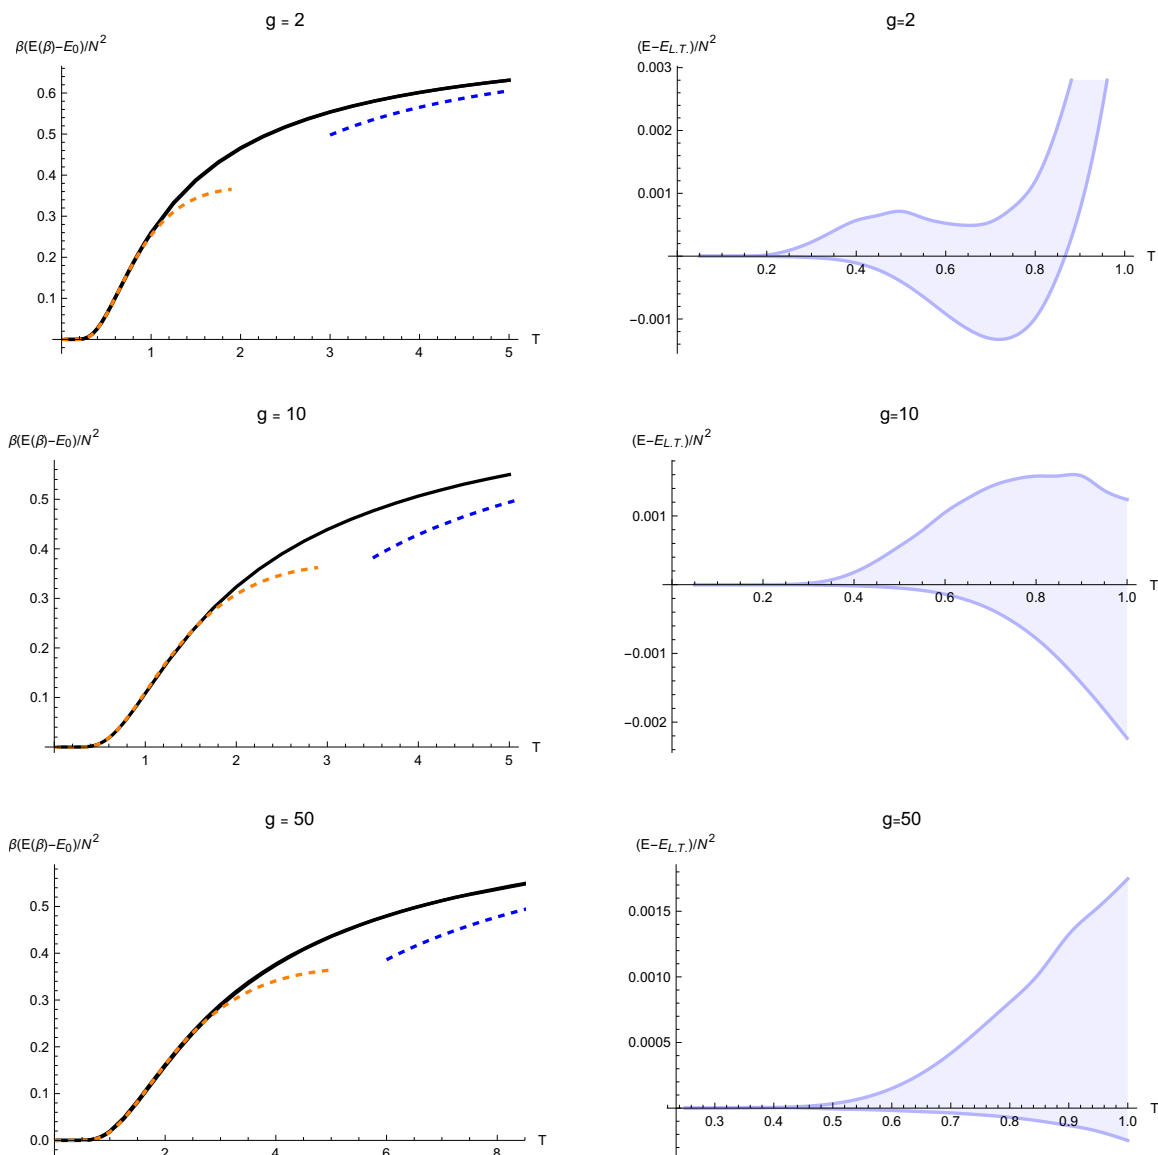 g = 2
β(E(β)−E0)/N2
0.6
0.5
0.4
0.3
0.2
0.1
1 2 3 4 5 T
g=2
(E−EL.T.)/N2
0.003
0.002
0.001
−0.001
0.2 0.4 0.6 0.8 1.0 T
g = 10
β(E(β)−E0)/N2
0.5
0.4
0.3
0.2
0.1
1 2 3 4 5 T
g=10
(E−EL.T.)/N2
0.001
−0.001
−0.002
0.2 0.4 0.6 0.8 1.0 T
g = 50
β(E(β)−E0)/N2
0.5
0.4
0.3
0.2
0.1
0.0
2 4 6 8 T
g=50
(E−EL.T.)/N2
0.0015
0.0010
0.0005
0.3 0.4 0.5 0.6 0.7 0.8 0.9 1.0 T